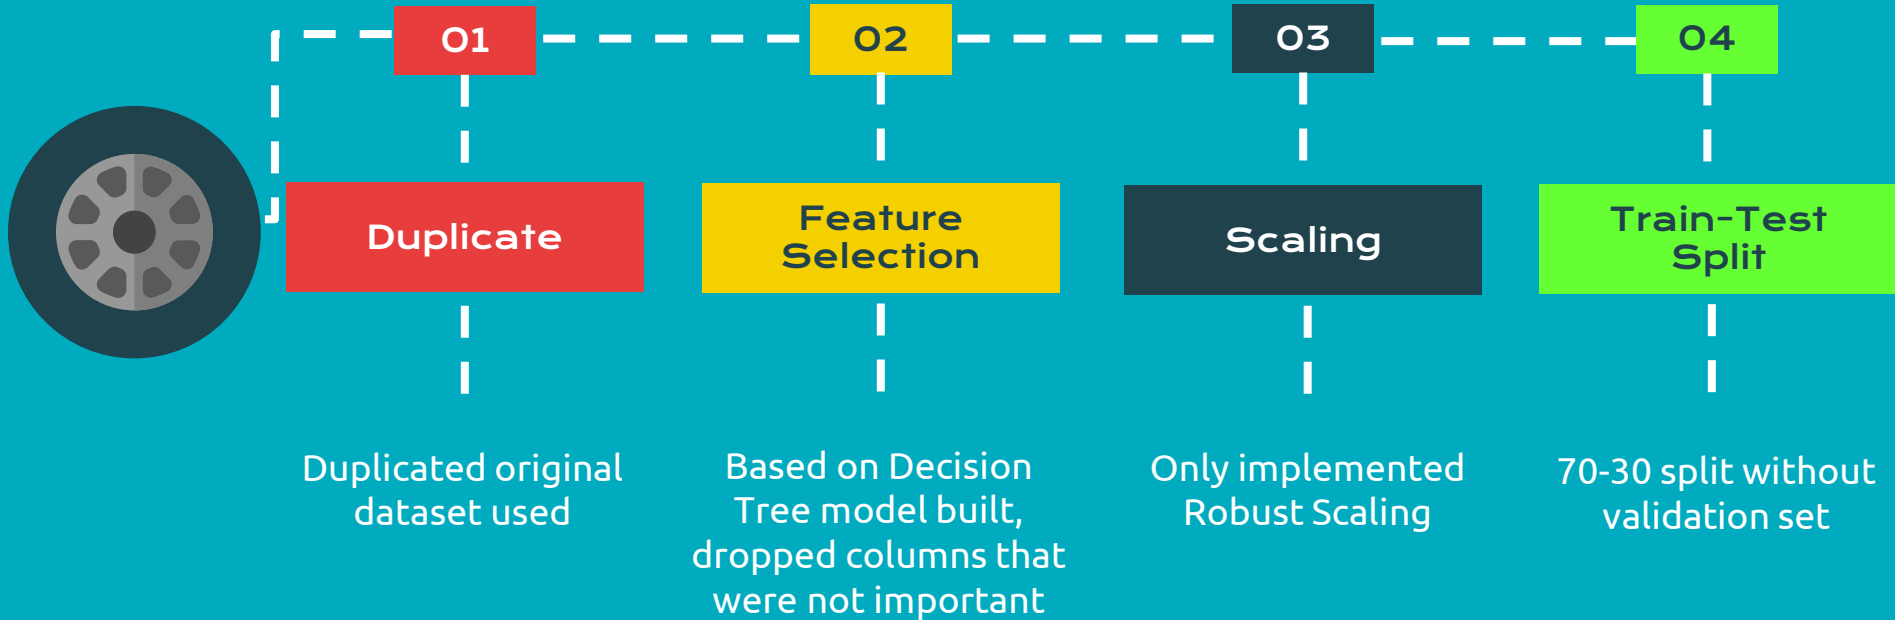 01
02
03
04
Duplicate
Feature
Selection
Scaling
Train-Test
Split
Duplicated original
dataset used
Based on Decision
Tree model built,
dropped columns that
were not important
Only implemented
Robust Scaling
70-30 split without
validation set